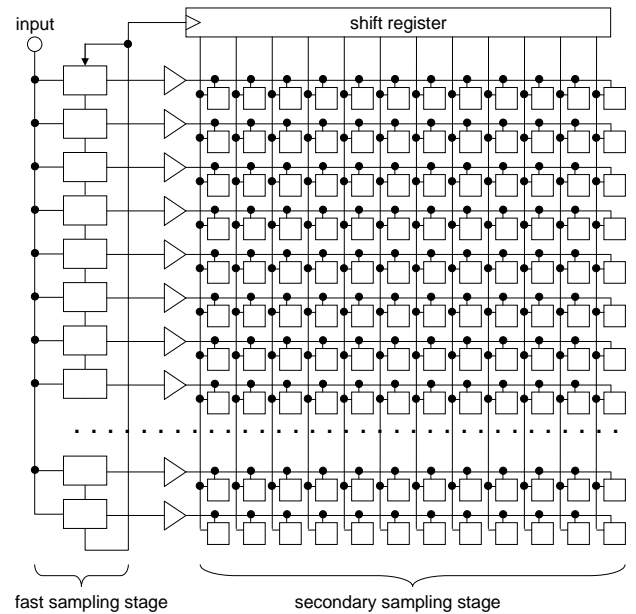 input
shift register
fast sampling stage
secondary sampling stage